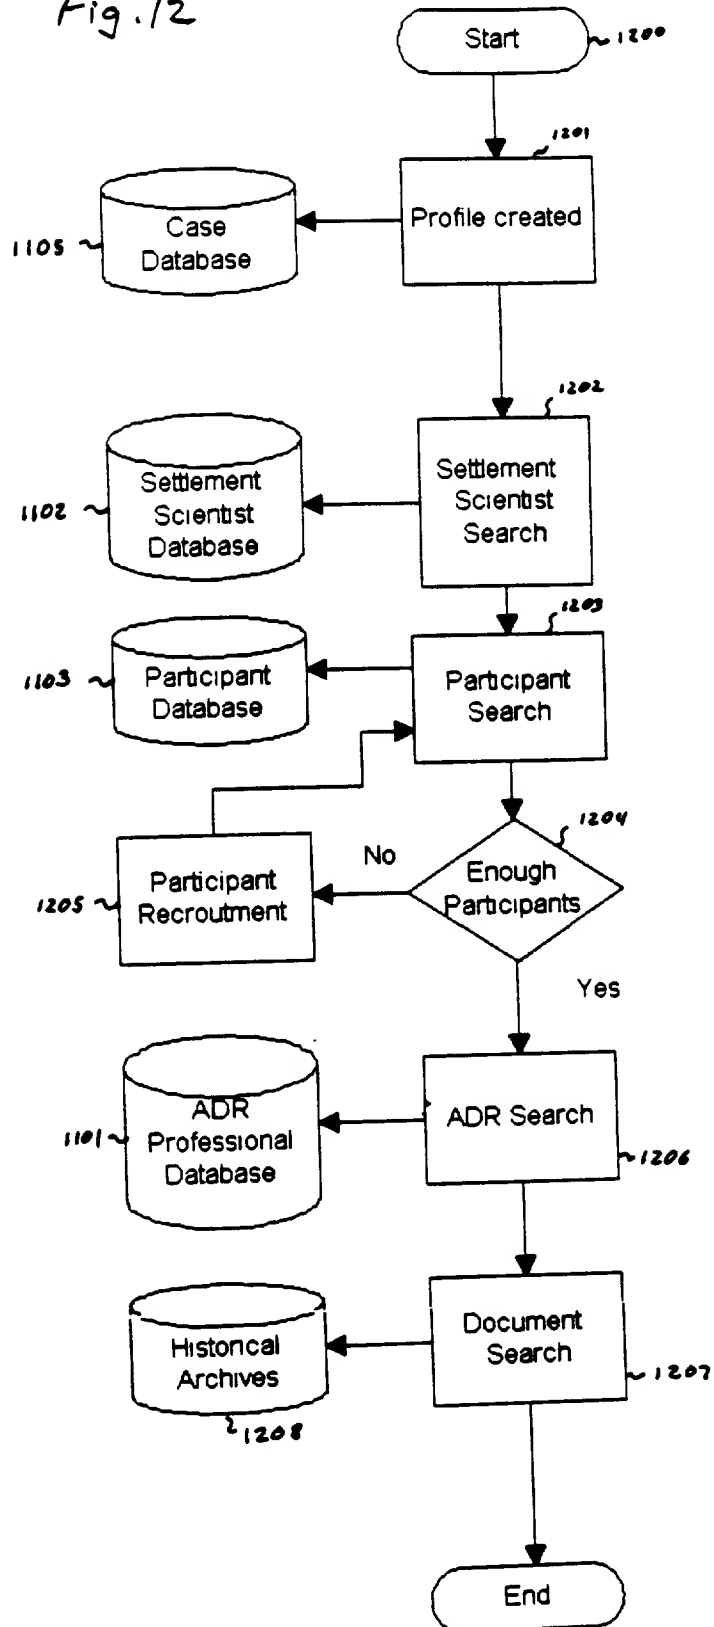 Fig. 12
Start
1200
1201
Profile created
Case
Database
1105
1202
Settlement
Scientist
Search
Settlement
Scientist
Database
1102
1203
Participant
Search
Participant
Database
1103
1204
Enough
Participants
No
Participant
Recroutment
1205
Yes
ADR Search
1206
ADR
Professional
Database
1101
Document
Search
1207
Historical
Archives
1208
End